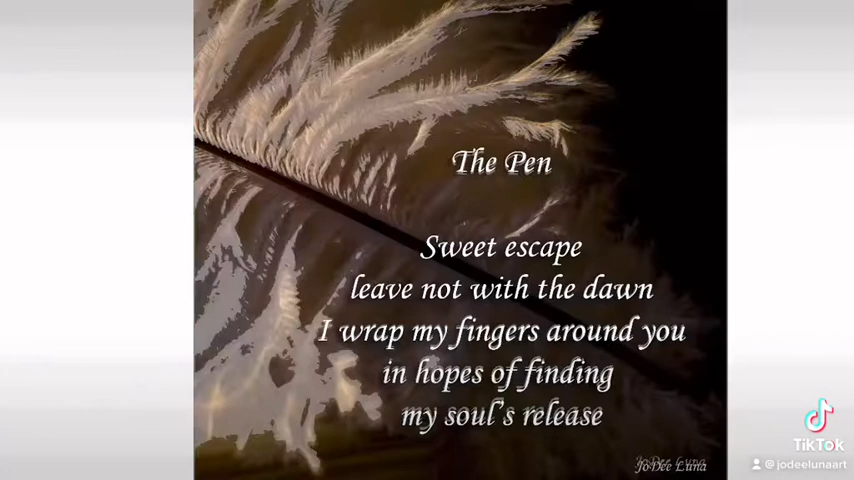 The Pen
Sweet escape
leave not with the dawn
I wrap my fingers around you
in hopes of finding
my soul's release
JoDee Luna
TikTok
@jodeelunaart